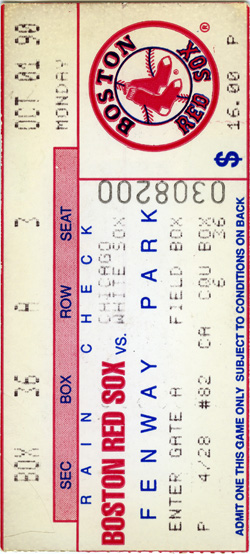 BOSTON RED SOX
OCT 01 90
MONDAY
BOX 36 A 3
SEC BOX ROW SEAT
RAIN CHECK
CHICAGO
BOSTON RED SOX VS. WHITE SOX
0308200
FENWAY PARK
ENTER GATE A FIELD BOX 36
P 4/28 #82 CA BOX 6
$ 16.00 P
ADMIT ONE THIS GAME ONLY SUBJECT TO CONDITIONS ON BACK